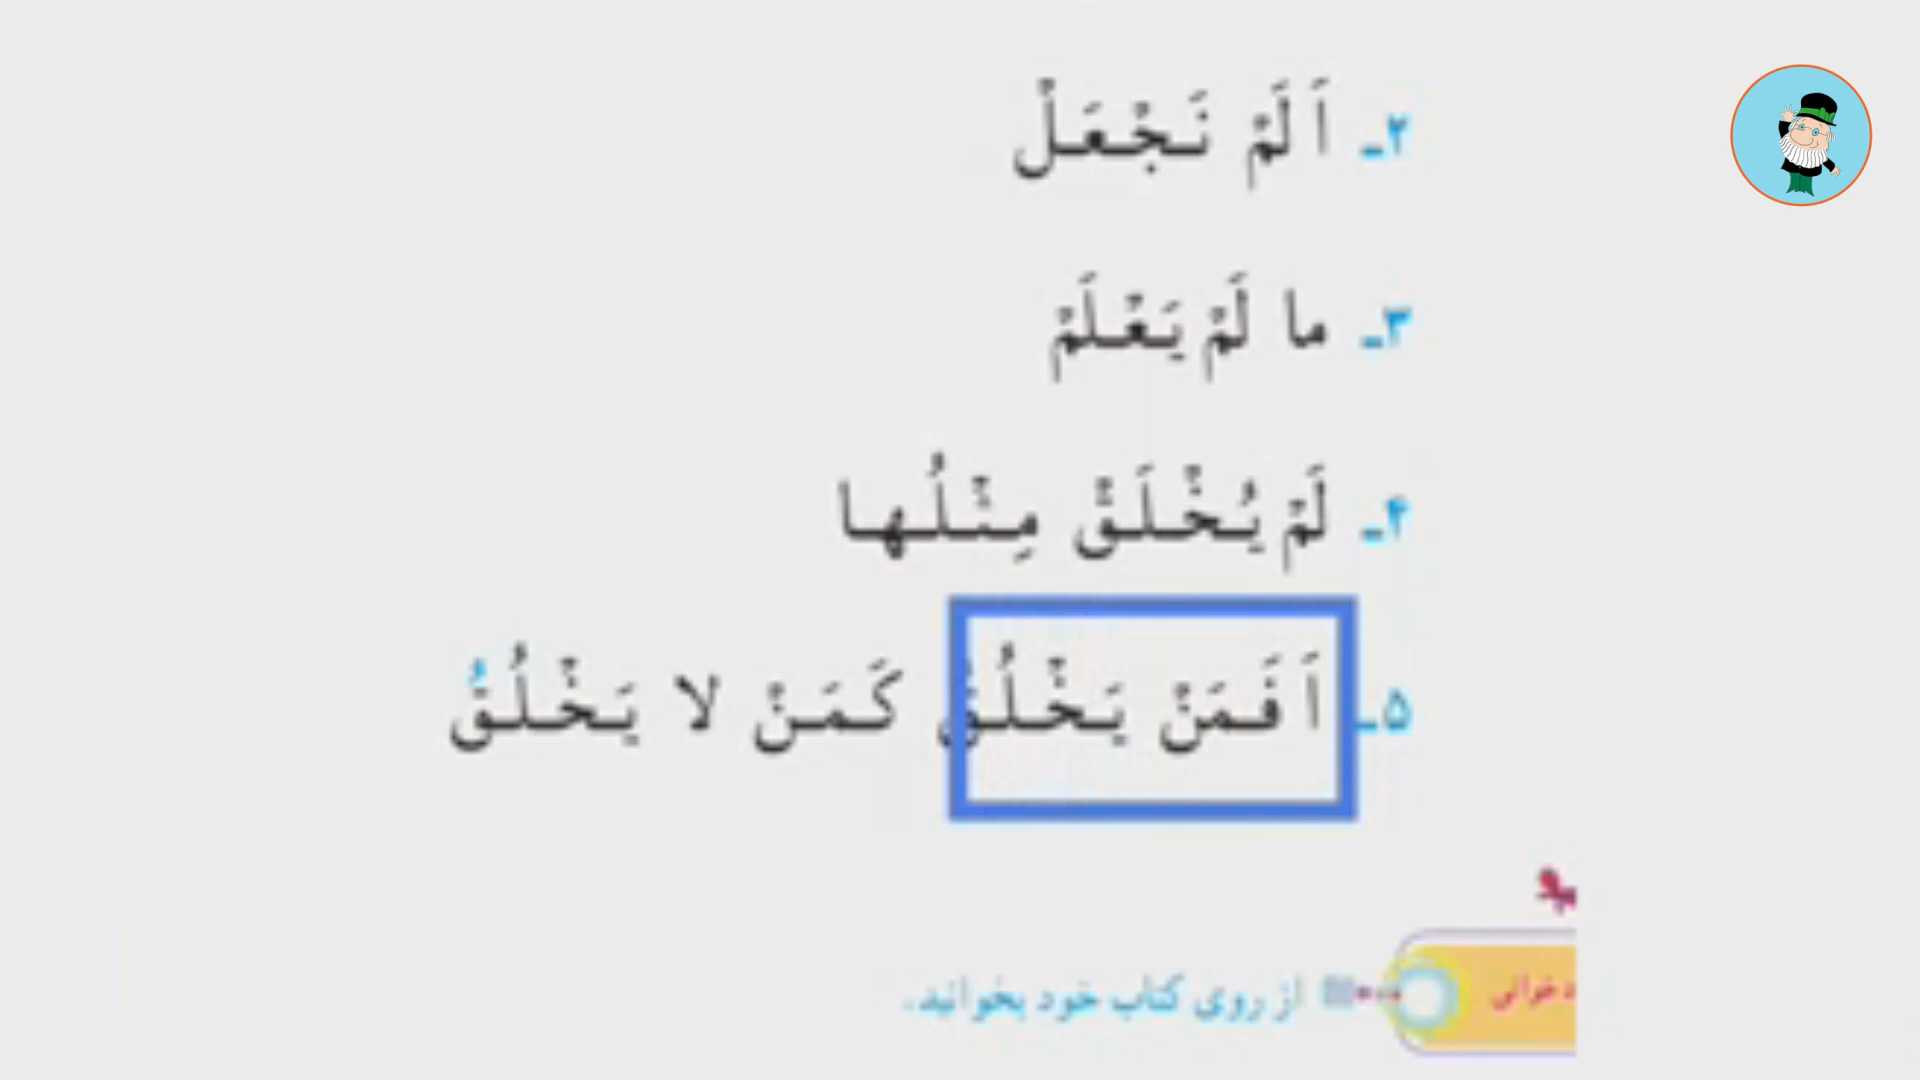 ۲ـ اَ لَمْ نَجْعَلْ
۳ـ ما لَمْ يَعْلَمْ
۴ـ لَمْ يُخْلَقْ مِثْلُها
۵ـ اَ فَمَنْ يَخْلُقُ كَمَنْ لا يَخْلُقُ
از روی کتاب خود بخوانید.